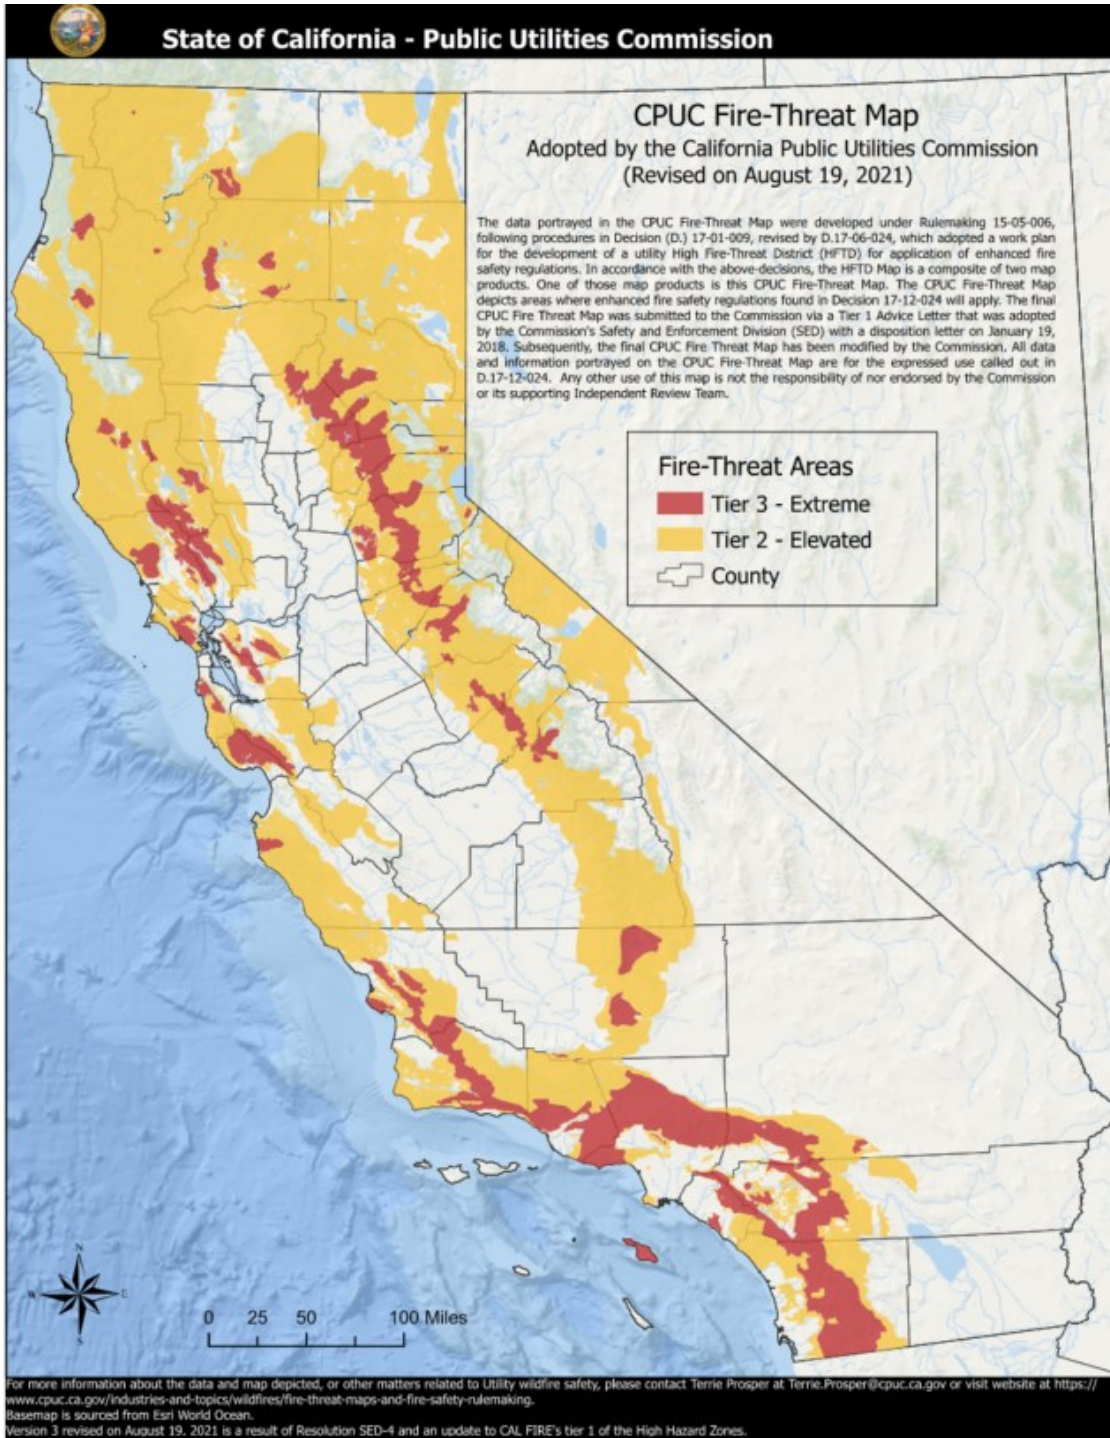 State of California - Public Utilities Commission
CPUC Fire-Threat Map
Adopted by the California Public Utilities Commission
(Revised on August 19, 2021)
The data portrayed in the CPUC Fire-Threat Map were developed under Rulemaking 15-05-006,
following procedures in Decision (D.) 17-01-009, revised by D.17-06-024, which adopted a work plan
for the development of a utility High Fire-Threat District (HFTD) for application of enhanced fire
safety regulations. In accordance with the above-decisions, the HFTD Map is a composite of two map
products. One of those map products is this CPUC Fire-Threat Map. The CPUC Fire-Threat Map
depicts areas where enhanced fire safety regulations found in Decision 17-12-024 will apply. The final
CPUC Fire Threat Map was submitted to the Commission via a Tier 1 Advice Letter that was adopted
by the Commission's Safety and Enforcement Division (SED) with a disposition letter on January 19,
2018. Subsequently, the final CPUC Fire Threat Map has been modified by the Commission. All data
and information portrayed on the CPUC Fire-Threat Map are for the expressed use called out in
D.17-12-024. Any other use of this map is not the responsibility of nor endorsed by the Commission
or its supporting Independent Review Team.
Fire-Threat Areas
Tier 3 - Extreme
Tier 2 - Elevated
County
N
W E
S
0 25 50 100 Miles
For more information about the data and map depicted, or other matters related to Utility wildfire safety, please contact Terrie Prosper at Terrie.Prosper@cpuc.ca.gov or visit website at https://
www.cpuc.ca.gov/industries-and-topics/wildfires/fire-threat-maps-and-fire-safety-rulemaking.
Basemap is sourced from Esri World Ocean.
Version 3 revised on August 19, 2021 is a result of Resolution SED-4 and an update to CAL FIRE's tier 1 of the High Hazard Zones.